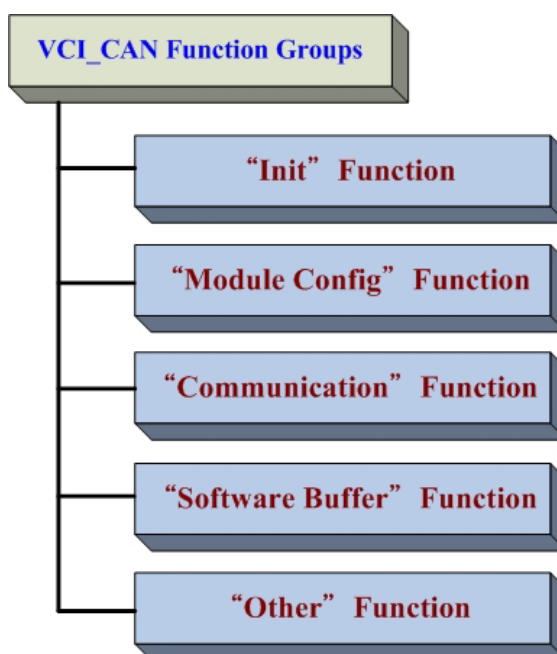 VCI_CAN Function Groups
“Init” Function
“Module Config” Function
“Communication” Function
“Software Buffer” Function
“Other” Function